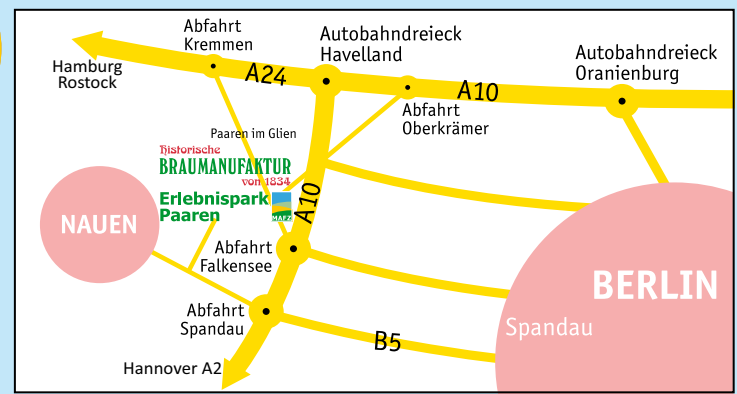 Abfahrt
Kremmen
Autobahndreieck
Havelland
Autobahndreieck
Oranienburg
Hamburg
Rostock
A24
A10
Abfahrt
Oberkrämer
Paaren im Glien
Historische
BRAUMANUFAKTUR
von 1834
Erlebnispark
Paaren
MAFZ
A10
NAUEN
Abfahrt
Falkensee
BERLIN
Abfahrt
Spandau
Spandau
B5
Hannover A2